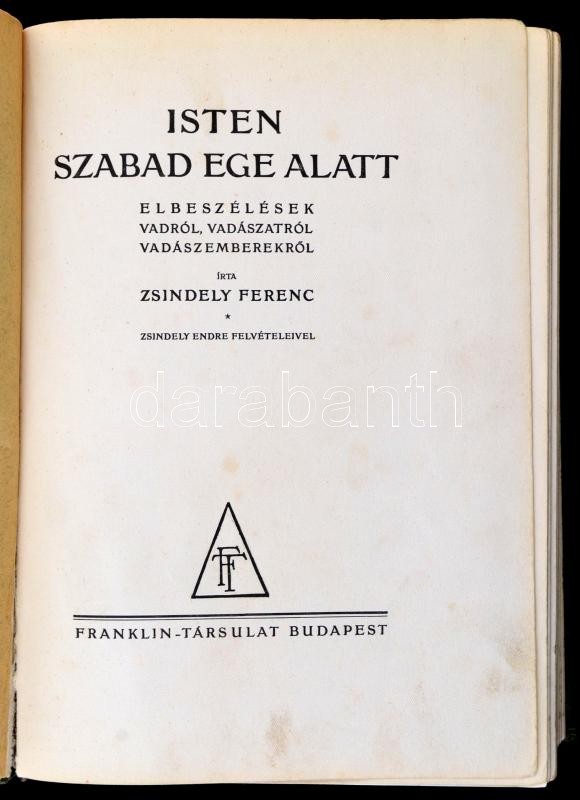 ISTEN
SZABAD EGE ALATT
ELBESZÉLÉSEK
VADRÓL, VADÁSZATRÓL
VADÁSZEMBEREKRŐL
ÍRTA
ZSINDELY FERENC
★
ZSINDELY ENDRE FELVÉTELEIVEL
darabanth
FT
FRANKLIN-TÁRSULAT BUDAPEST